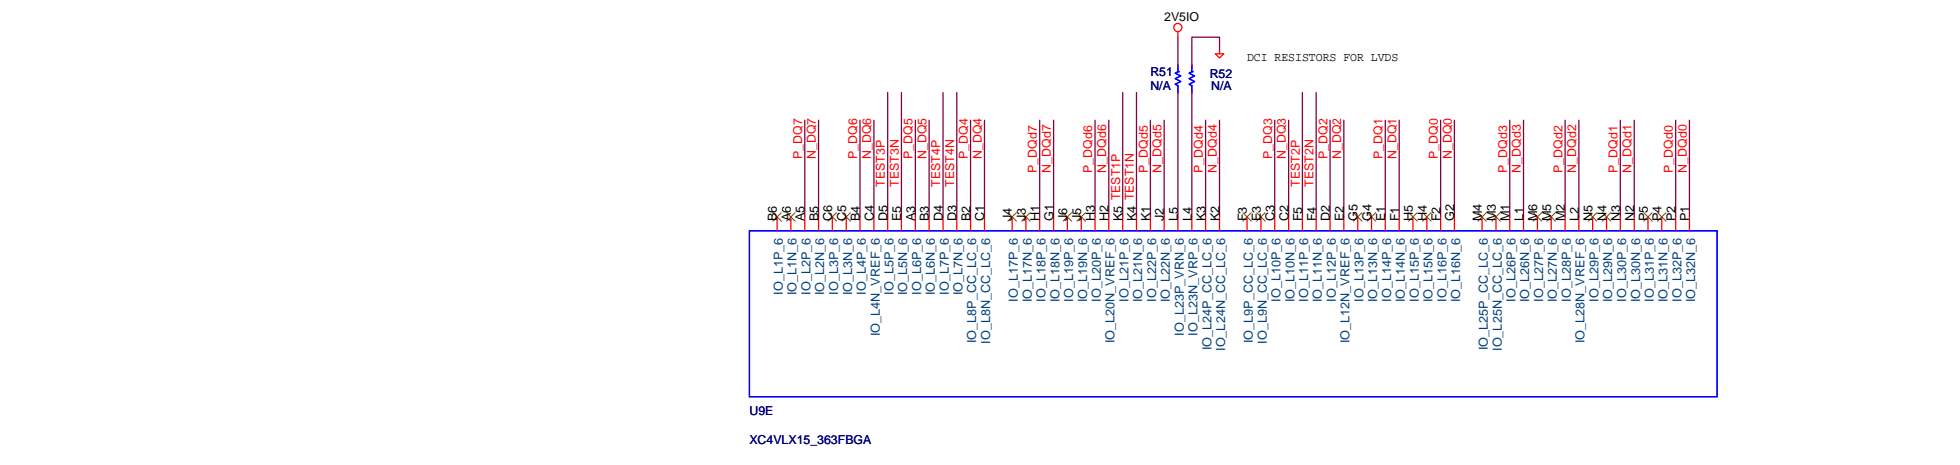 2V5IO
DCI RESISTORS FOR LVDS
R51
N/A
R52
N/A
P_DQ7
N_DQ7
P_DQ6
N_DQ6
TEST3P
TEST3N
P_DQ5
N_DQ5
TEST4P
TEST4N
P_DQ4
N_DQ4
P_DQd7
N_DQd7
P_DQd6
N_DQd6
TEST1P
TEST1N
P_DQd5
N_DQd5
P_DQd4
N_DQd4
P_DQ3
N_DQ3
TEST2P
TEST2N
P_DQ2
N_DQ2
P_DQ1
N_DQ1
P_DQ0
N_DQ0
P_DQd3
N_DQd3
P_DQd2
N_DQd2
P_DQd1
N_DQd1
P_DQd0
N_DQd0
B6
A6
A5
B5
C6
C5
B4
C4
D5
E5
A3
B3
D4
D3
B2
C1
J4
J3
H1
G1
J6
J5
H3
H2
K5
K4
K1
J2
L5
L4
K3
K2
E3
C3
C2
F5
F4
D2
E2
G5
G4
E1
F1
H5
H4
F2
G2
M4
M3
M1
L1
M6
M5
M2
L2
N5
N4
N3
N2
P5
P4
P2
P1
IO_L1P_6
IO_L1N_6
IO_L2P_6
IO_L2N_6
IO_L3P_6
IO_L3N_6
IO_L4P_6
IO_L4N_VREF_6
IO_L5P_6
IO_L5N_6
IO_L6P_6
IO_L6N_6
IO_L7P_6
IO_L7N_6
IO_L8P_CC_LC_6
IO_L8N_CC_LC_6
IO_L17P_6
IO_L17N_6
IO_L18P_6
IO_L18N_6
IO_L19P_6
IO_L19N_6
IO_L20P_6
IO_L20N_VREF_6
IO_L21P_6
IO_L21N_6
IO_L22P_6
IO_L22N_6
IO_L23P_VRN_6
IO_L23N_VRP_6
IO_L24P_CC_LC_6
IO_L24N_CC_LC_6
IO_L9P_CC_LC_6
IO_L9N_CC_LC_6
IO_L10P_6
IO_L10N_6
IO_L11P_6
IO_L11N_6
IO_L12P_6
IO_L12N_VREF_6
IO_L13P_6
IO_L13N_6
IO_L14P_6
IO_L14N_6
IO_L15P_6
IO_L15N_6
IO_L16P_6
IO_L16N_6
IO_L25P_CC_LC_6
IO_L25N_CC_LC_6
IO_L26P_6
IO_L26N_6
IO_L27P_6
IO_L27N_6
IO_L28P_6
IO_L28N_VREF_6
IO_L29P_6
IO_L29N_6
IO_L30P_6
IO_L30N_6
IO_L31P_6
IO_L31N_6
IO_L32P_6
IO_L32N_6
U9E
XC4VLX15_363FBGA